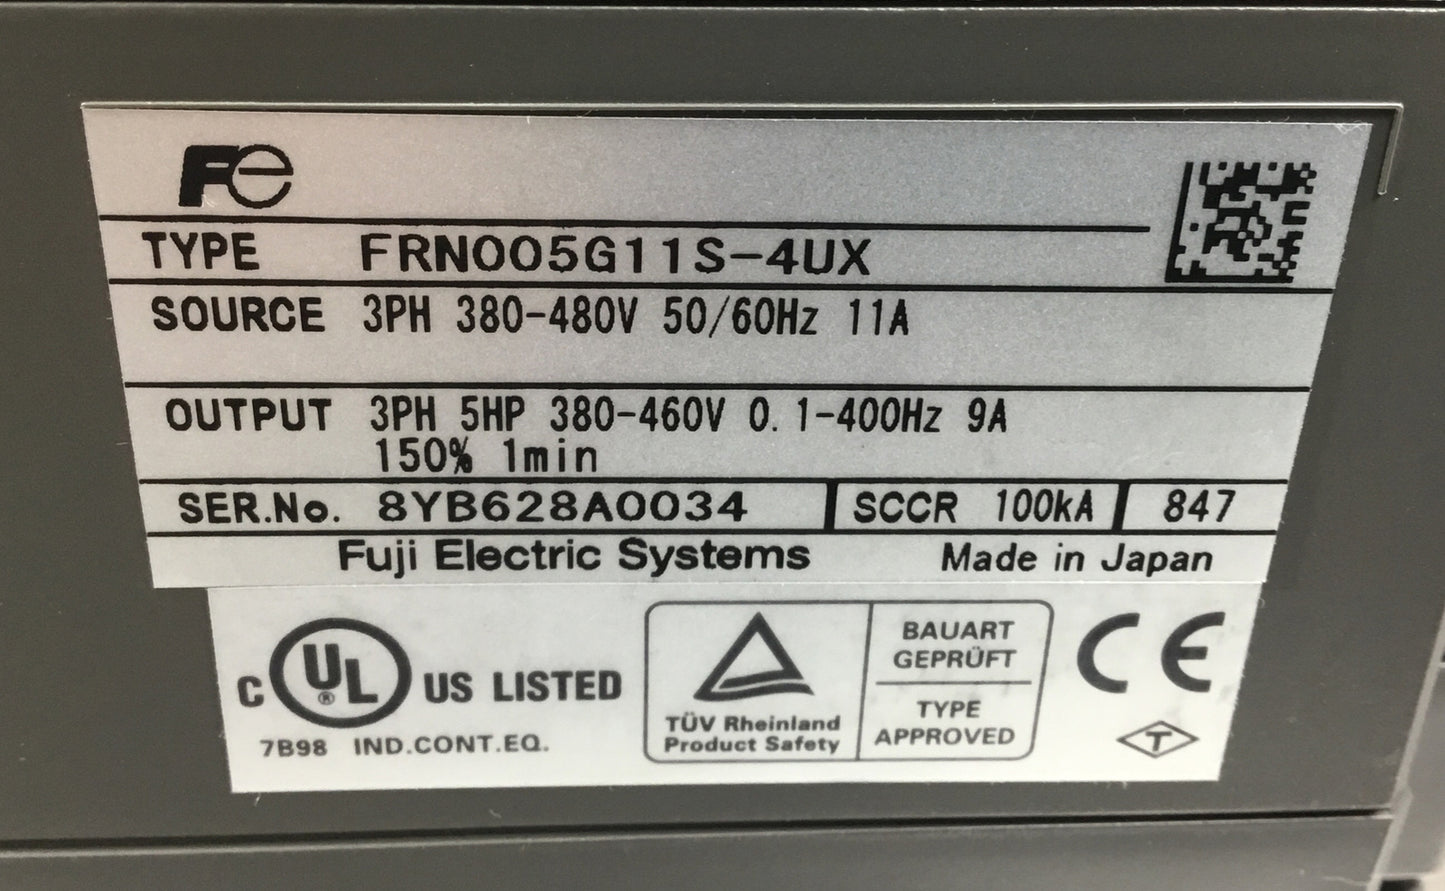 Fe
TYPE FRN005G11S-4UX
SOURCE 3PH 380-480V 50/60Hz 11A
OUTPUT 3PH 5HP 380-460V 0.1-400Hz 9A
150% 1min
SER.No. 8YB628A0034 SCCR 100kA 847
Fuji Electric Systems Made in Japan
C UL ® US LISTED
7B98 IND.CONT.EQ.
TÜV Rheinland
Product Safety
BAUART
GEPRÜFT
TYPE
APPROVED
CE
T